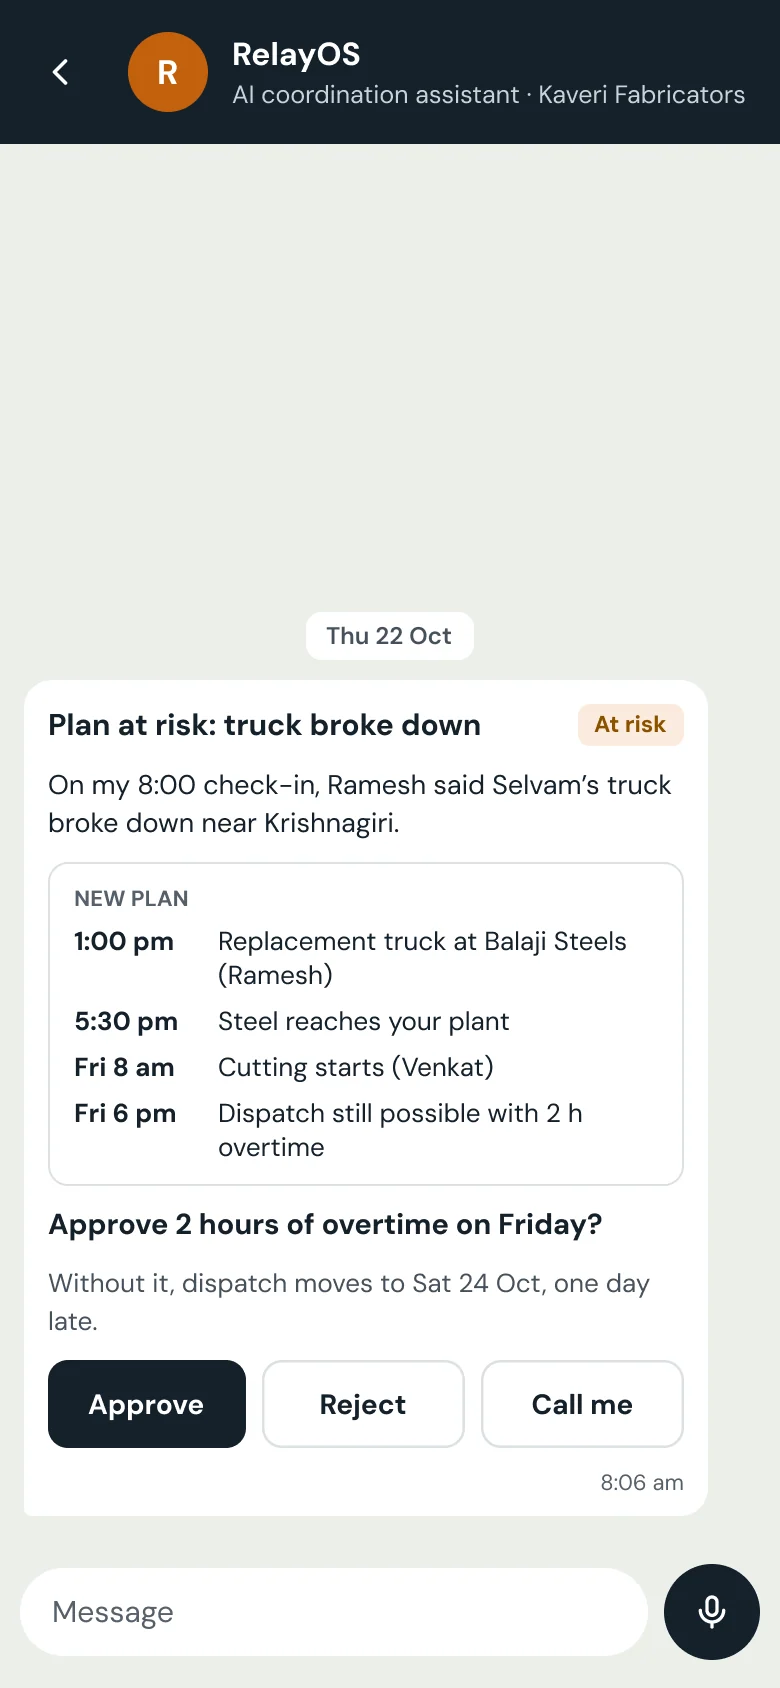 R
RelayOS
AI coordination assistant · Kaveri Fabricators
Thu 22 Oct
Plan at risk: truck broke down
At risk
On my 8:00 check-in, Ramesh said Selvam’s truck
broke down near Krishnagiri.
NEW PLAN
1:00 pm Replacement truck at Balaji Steels
(Ramesh)
5:30 pm Steel reaches your plant
Fri 8 am Cutting starts (Venkat)
Fri 6 pm Dispatch still possible with 2 h
overtime
Approve 2 hours of overtime on Friday?
Without it, dispatch moves to Sat 24 Oct, one day
late.
Approve
Reject
Call me
8:06 am
Message